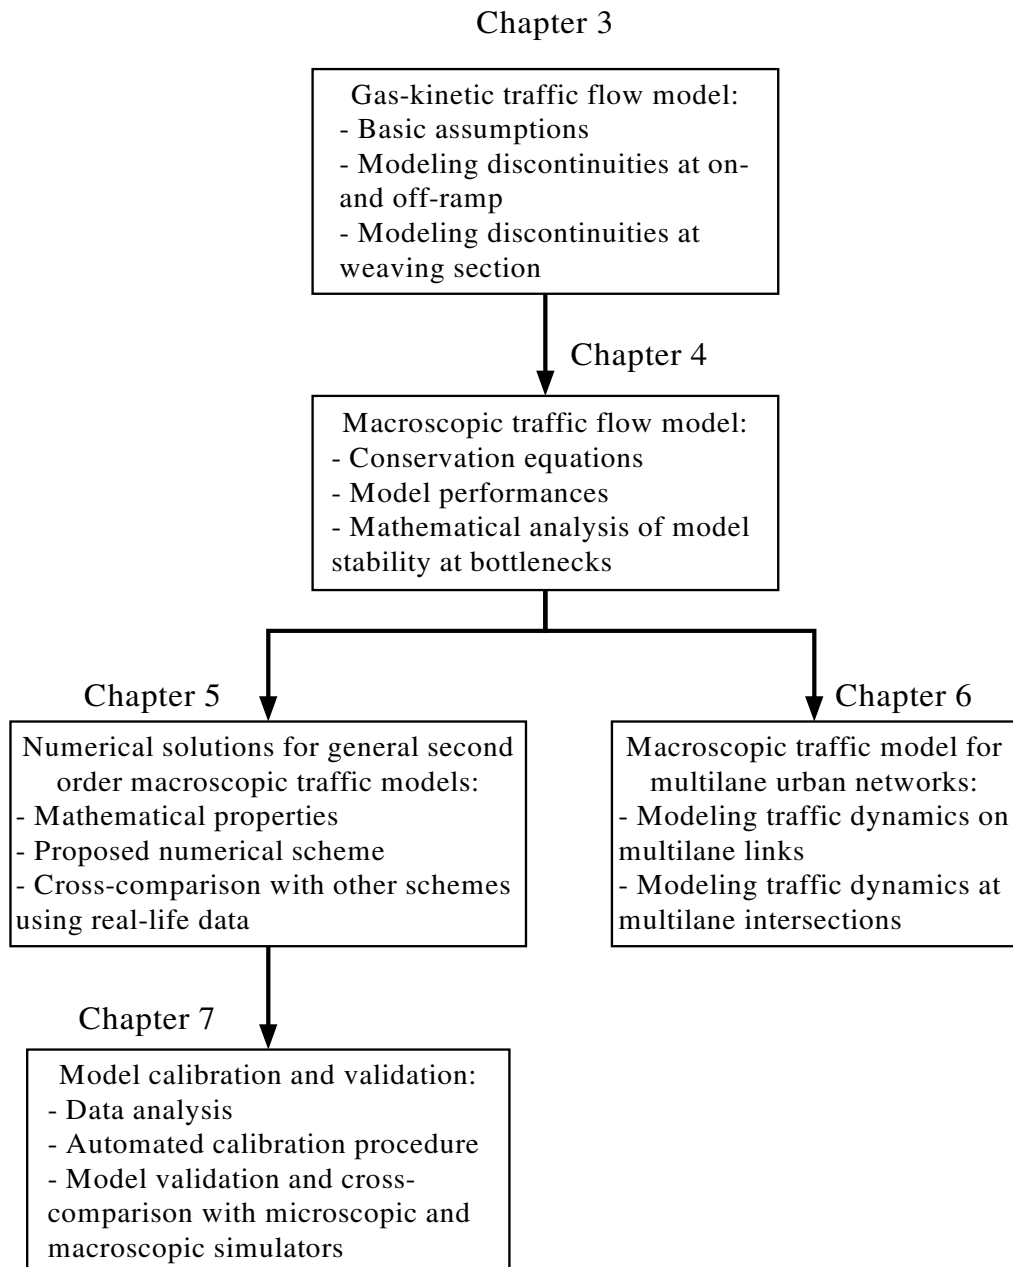 Chapter 3
Gas-kinetic traffic flow model:
- Basic assumptions
- Modeling discontinuities at on-
and off-ramp
- Modeling discontinuities at
weaving section
Chapter 4
Macroscopic traffic flow model:
- Conservation equations
- Model performances
- Mathematical analysis of model
stability at bottlenecks
Chapter 5
Numerical solutions for general second
order macroscopic traffic models:
- Mathematical properties
- Proposed numerical scheme
- Cross-comparison with other schemes
using real-life data
Chapter 6
Macroscopic traffic model for
multilane urban networks:
- Modeling traffic dynamics on
multilane links
- Modeling traffic dynamics at
multilane intersections
Chapter 7
Model calibration and validation:
- Data analysis
- Automated calibration procedure
- Model validation and cross-
comparison with microscopic and
macroscopic simulators